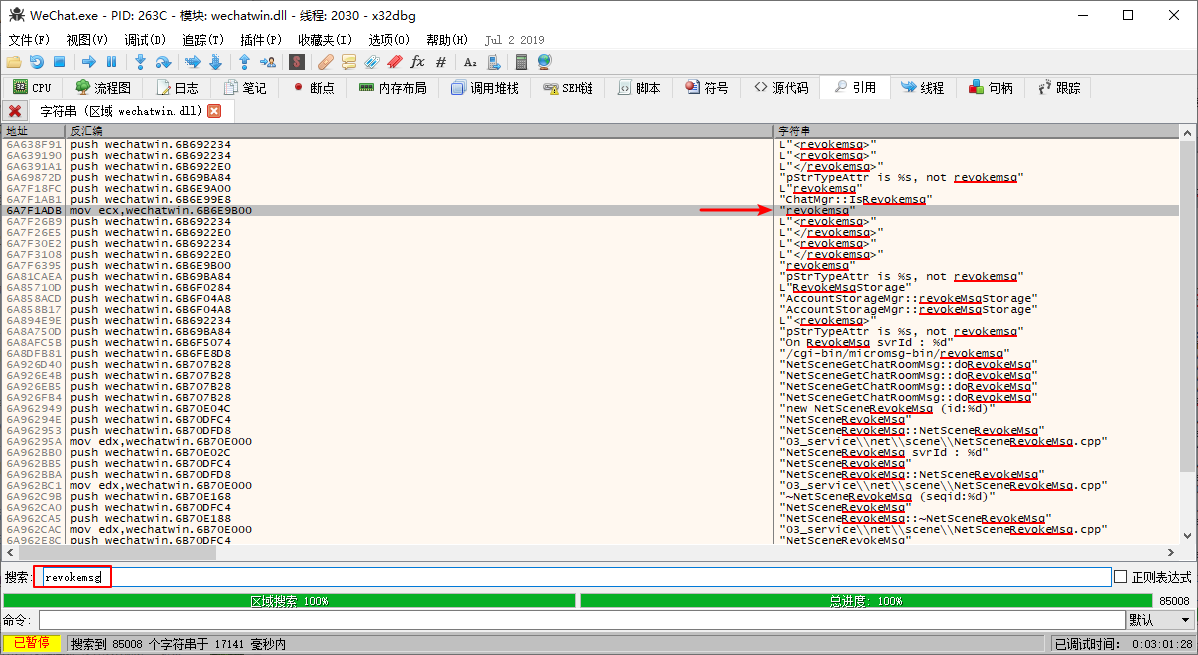 WeChat.exe - PID: 263C - 模块: wechatwin.dll - 线程: 2030 - x32dbg
文件(F) 视图(V) 调试(D) 追踪(T) 插件(P) 收藏夹(I) 选项(O) 帮助(H) Jul 2 2019
CPU 流程图 日志 笔记 断点 内存布局 调用堆栈 SEH链 脚本 符号 源代码 引用 线程 句柄 跟踪
字符串 (区域 wechatwin.dll)
地址 反汇编 字符串
6A638F91 push wechatwin.6B692234 L"<revokemsg>"
6A639190 push wechatwin.6B692234 L"<revokemsg>"
6A6391A1 push wechatwin.6B6922E0 L"</revokemsg>"
6A69872D push wechatwin.6B69BA84 "pStrTypeAttr is %s, not revokemsg"
6A7F18FC push wechatwin.6B6E9A00 L"revokemsg"
6A7F1AB1 push wechatwin.6B6E99E8 "ChatMgr::IsRevokemsg"
6A7F1ADB mov ecx,wechatwin.6B6E9B00 "revokemsg"
6A7F26B9 push wechatwin.6B692234 L"<revokemsg>"
6A7F26E5 push wechatwin.6B6922E0 L"</revokemsg>"
6A7F30E2 push wechatwin.6B692234 L"<revokemsg>"
6A7F3108 push wechatwin.6B6922E0 L"</revokemsg>"
6A7F6395 push wechatwin.6B6E9B00 "revokemsg"
6A81CAEA push wechatwin.6B69BA84 "pStrTypeAttr is %s, not revokemsg"
6A85710D push wechatwin.6B6F0284 L"RevokeMsgStorage"
6A858ACD push wechatwin.6B6F04A8 "AccountStorageMgr::revokeMsgStorage"
6A858B17 push wechatwin.6B6F04A8 "AccountStorageMgr::revokeMsgStorage"
6A894E9E push wechatwin.6B692234 L"<revokemsg>"
6A8A750D push wechatwin.6B69BA84 "pStrTypeAttr is %s, not revokemsg"
6A8AFC5B push wechatwin.6B6F5074 "On RevokeMsg svrId : %d"
6A8DFB81 push wechatwin.6B6FE8D8 "/cgi-bin/micromsg-bin/revokemsg"
6A926D40 push wechatwin.6B707B28 "NetSceneGetChatRoomMsg::doRevokeMsg"
6A926E4B push wechatwin.6B707B28 "NetSceneGetChatRoomMsg::doRevokeMsg"
6A926EB5 push wechatwin.6B707B28 "NetSceneGetChatRoomMsg::doRevokeMsg"
6A926FB4 push wechatwin.6B707B28 "NetSceneGetChatRoomMsg::doRevokeMsg"
6A962949 push wechatwin.6B70E04C "new NetSceneRevokeMsg (id:%d)"
6A96294E push wechatwin.6B70DFC4 "NetSceneRevokeMsg"
6A962953 push wechatwin.6B70DFD8 "NetSceneRevokeMsg::NetSceneRevokeMsg"
6A96295A mov edx,wechatwin.6B70E000 "03_service\\net\\scene\\NetSceneRevokeMsg.cpp"
6A962BB0 push wechatwin.6B70E02C "NetSceneRevokeMsg svrId : %d"
6A962BB5 push wechatwin.6B70DFC4 "NetSceneRevokeMsg"
6A962BBA push wechatwin.6B70DFD8 "NetSceneRevokeMsg::NetSceneRevokeMsg"
6A962BC1 mov edx,wechatwin.6B70E000 "03_service\\net\\scene\\NetSceneRevokeMsg.cpp"
6A962C9B push wechatwin.6B70E168 "~NetSceneRevokeMsg (seqid:%d)"
6A962CA0 push wechatwin.6B70DFC4 "NetSceneRevokeMsg"
6A962CA5 push wechatwin.6B70E188 "NetSceneRevokeMsg::~NetSceneRevokeMsg"
6A962CAC mov edx,wechatwin.6B70E000 "03_service\\net\\scene\\NetSceneRevokeMsg.cpp"
6A962E8C push wechatwin.6B70DFC4 "NetSceneRevokeMsg"
搜索: revokemsg 正则表达式
区域搜索 100% 总进度: 100% 85008
命令: 默认
已暂停 搜索到 85008 个字符串于 17141 毫秒内 已调试时间: 0:03:01:28